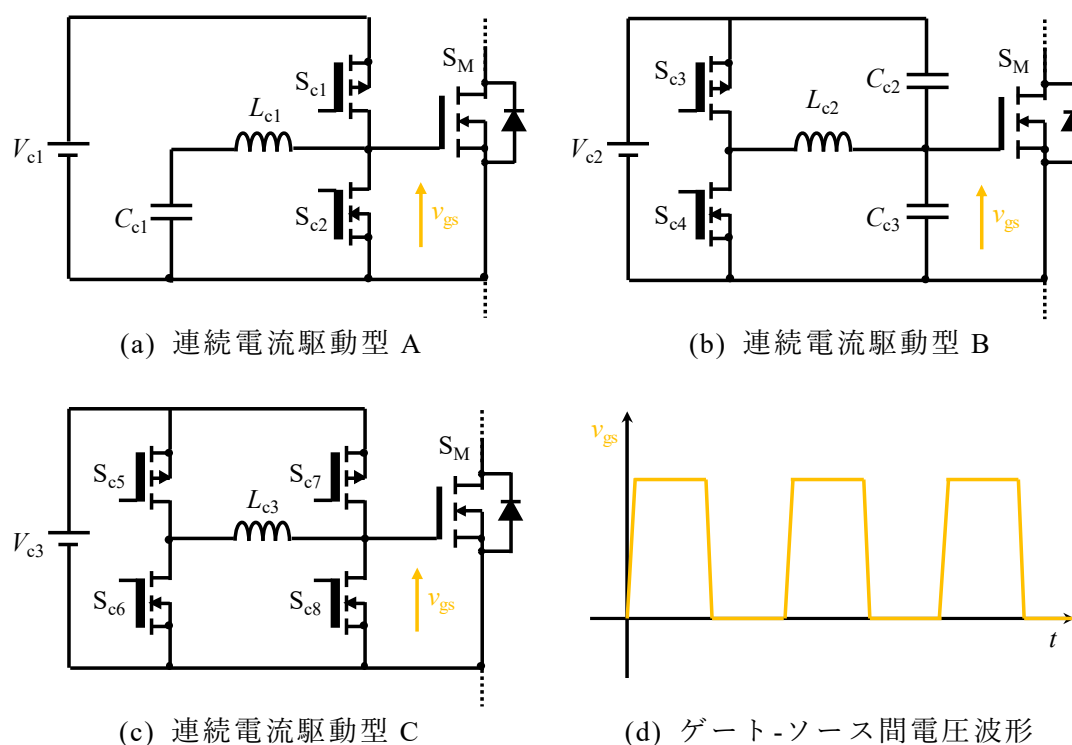 V_c1
S_c1
L_c1
C_c1
S_c2
S_M
v_gs
(a) 連続電流駆動型 A
V_c2
S_c3
S_c4
L_c2
C_c2
C_c3
S_M
v_gs
(b) 連続電流駆動型 B
V_c3
S_c5
S_c6
L_c3
S_c7
S_c8
S_M
v_gs
(c) 連続電流駆動型 C
v_gs
t
(d) ゲート-ソース間電圧波形